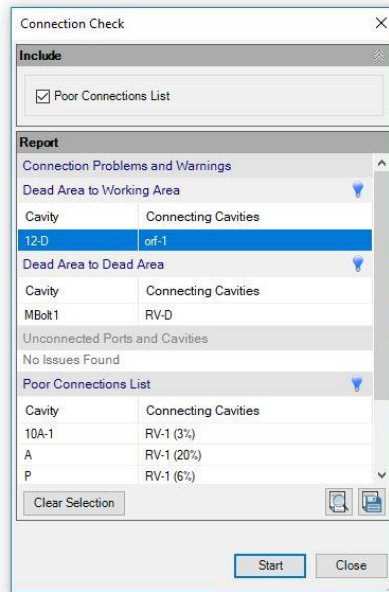 Connection Check
Include
Poor Connections List
Report
Connection Problems and Warnings
Dead Area to Working Area
Cavity Connecting Cavities
12-D orf-1
Dead Area to Dead Area
Cavity Connecting Cavities
MBolt1 RV-D
Unconnected Ports and Cavities
No Issues Found
Poor Connections List
Cavity Connecting Cavities
10A-1 RV-1 (3%)
A RV-1 (20%)
P RV-1 (6%)
Clear Selection
Start Close